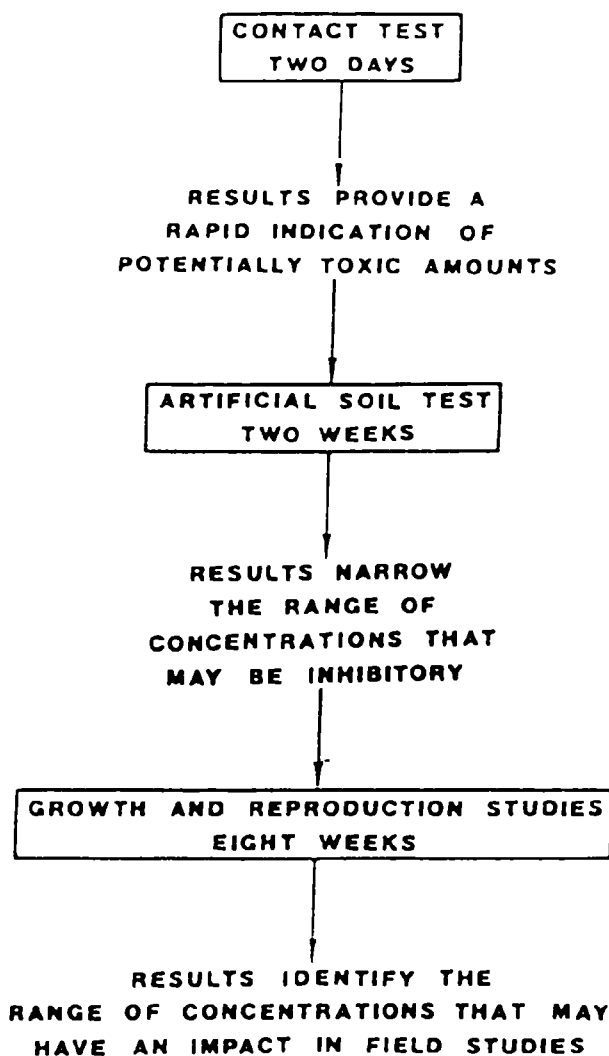 CONTACT TEST
TWO DAYS
RESULTS PROVIDE A
RAPID INDICATION OF
POTENTIALLY TOXIC AMOUNTS
ARTIFICIAL SOIL TEST
TWO WEEKS
RESULTS NARROW
THE RANGE OF
CONCENTRATIONS THAT
MAY BE INHIBITORY
GROWTH AND REPRODUCTION STUDIES
EIGHT WEEKS
RESULTS IDENTIFY THE
RANGE OF CONCENTRATIONS THAT MAY
HAVE AN IMPACT IN FIELD STUDIES